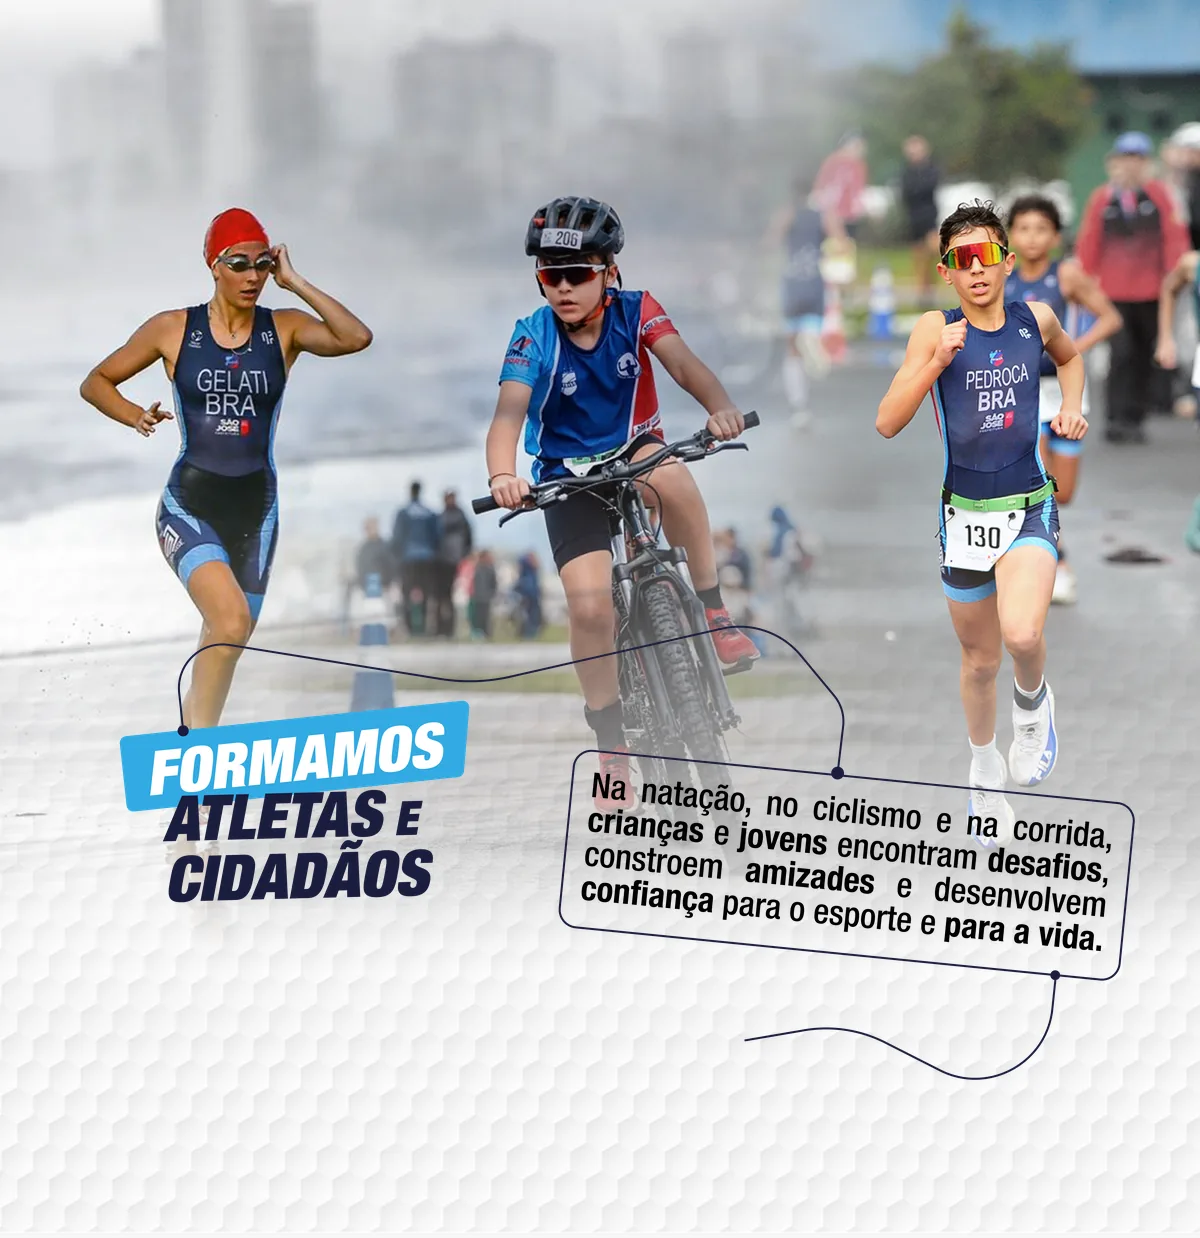 206
GELATI
BRA
SÃO
JOSÉ
PEDROCA
BRA
SÃO
JOSÉ
130
FILA
FORMAMOS
ATLETAS E
CIDADÃOS
Na natação, no ciclismo e na corrida,
crianças e jovens encontram desafios,
constroem amizades e desenvolvem
confiança para o esporte e para a vida.